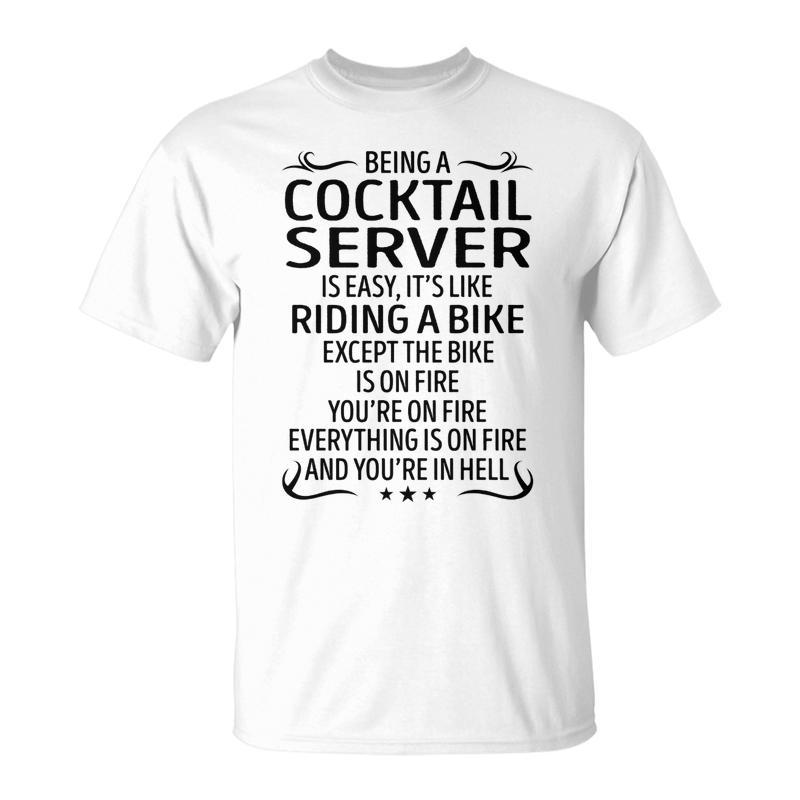 BEING A
COCKTAIL
SERVER
IS EASY, IT'S LIKE
RIDING A BIKE
EXCEPT THE BIKE
IS ON FIRE
YOU'RE ON FIRE
EVERYTHING IS ON FIRE
AND YOU'RE IN HELL